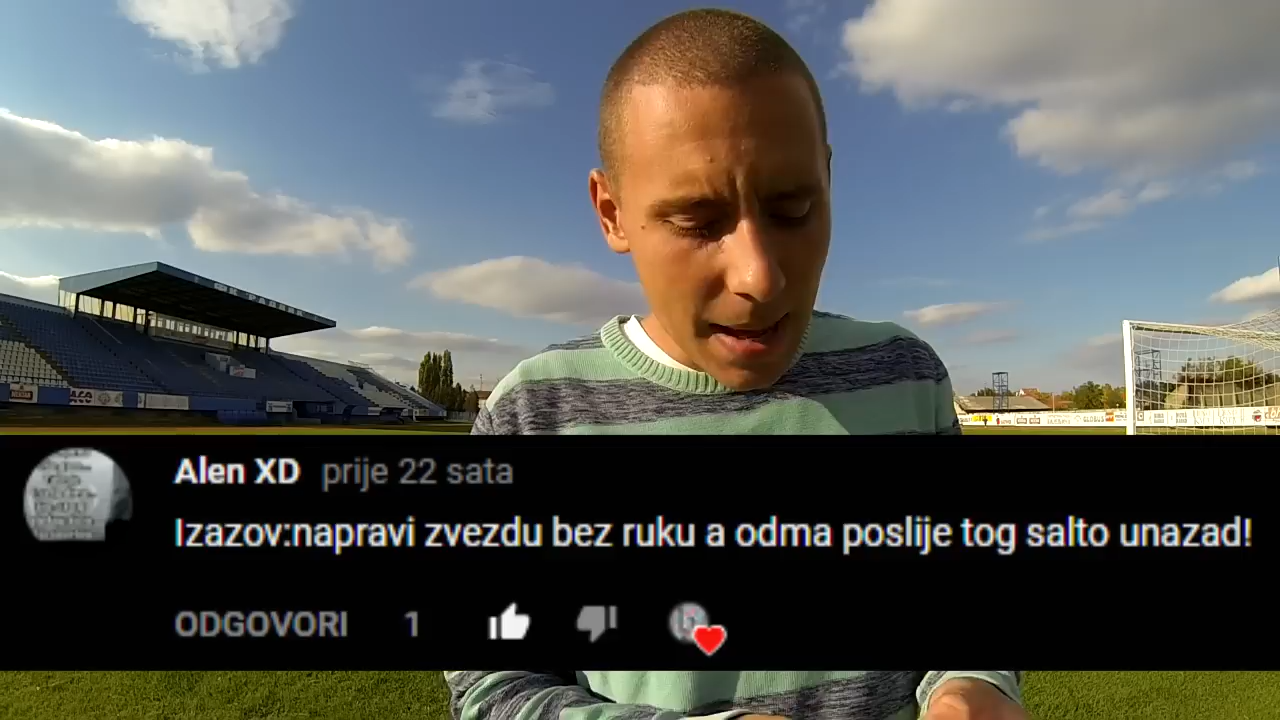 Alen XD prije 22 sata
Izazov:napravi zvezdu bez ruku a odma poslije tog salto unazad!
ODGOVORI 1